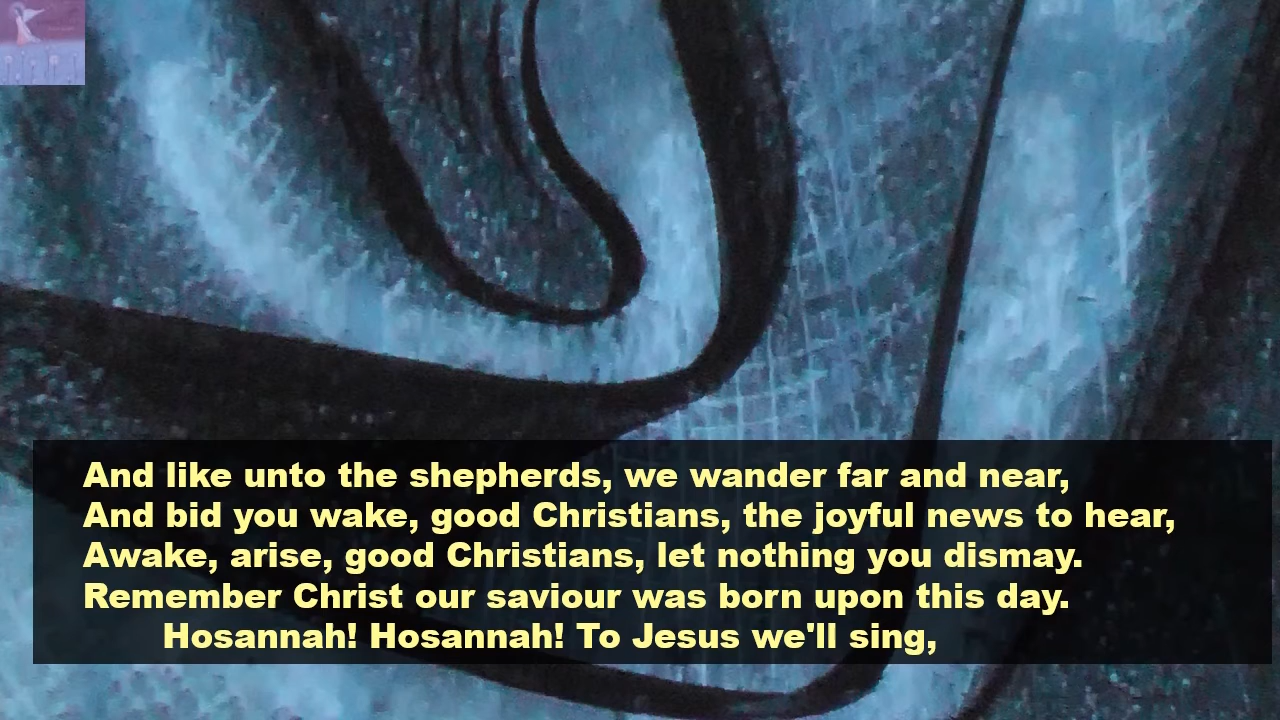 And like unto the shepherds, we wander far and near,
And bid you wake, good Christians, the joyful news to hear,
Awake, arise, good Christians, let nothing you dismay.
Remember Christ our saviour was born upon this day.
Hosannah! Hosannah! To Jesus we'll sing,